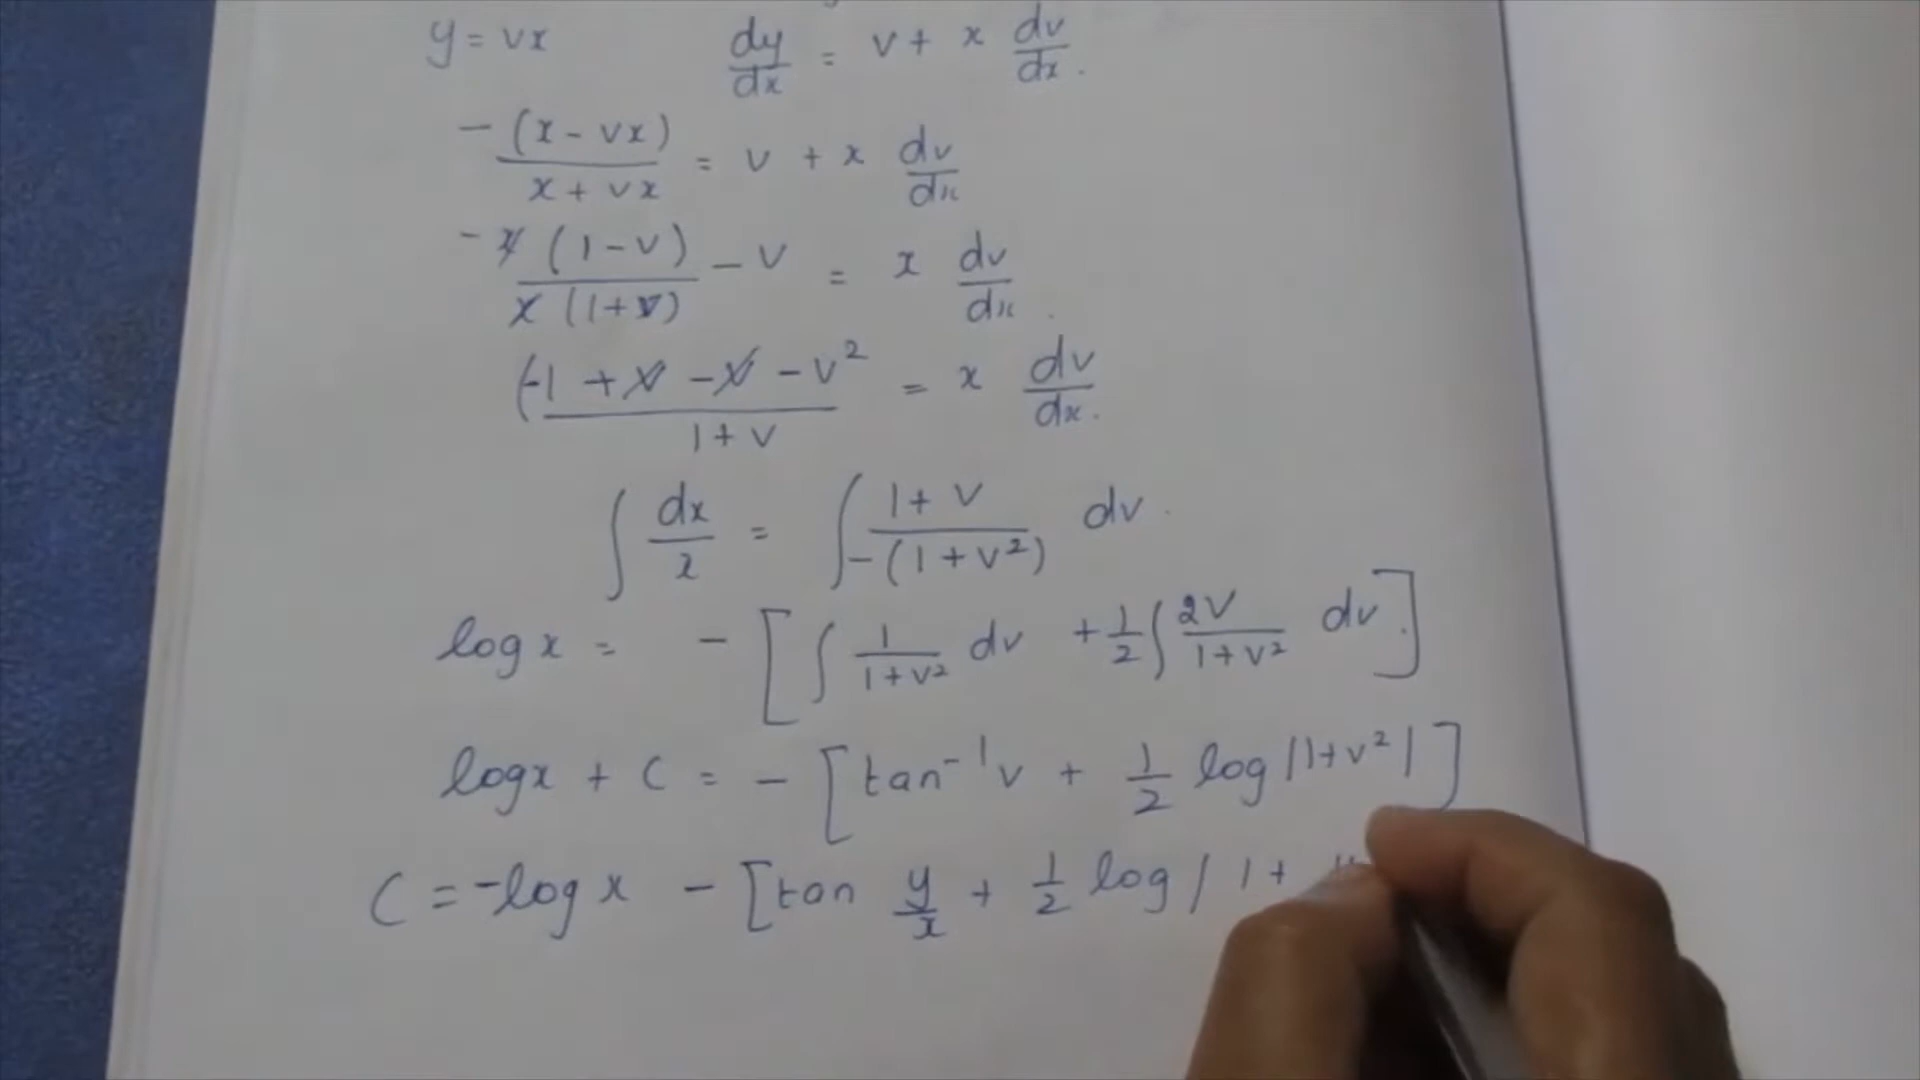 y = vx dy/dx = v + x dv/dx.
-(x - vx)/(x + vx) = v + x dv/dx
-x(1-v)/x(1+v) - v = x dv/dx.
(-1 + v - v - v²)/(1+v) = x dv/dx.
∫ dx/x = ∫ (1+v)/-(1+v²) dv.
log x = - [∫ 1/(1+v²) dv + 1/2 ∫ 2v/(1+v²) dv.]
log x + C = - [tan⁻¹v + 1/2 log |1+v²|]
C = -log x - [tan y/x + 1/2 log | 1+